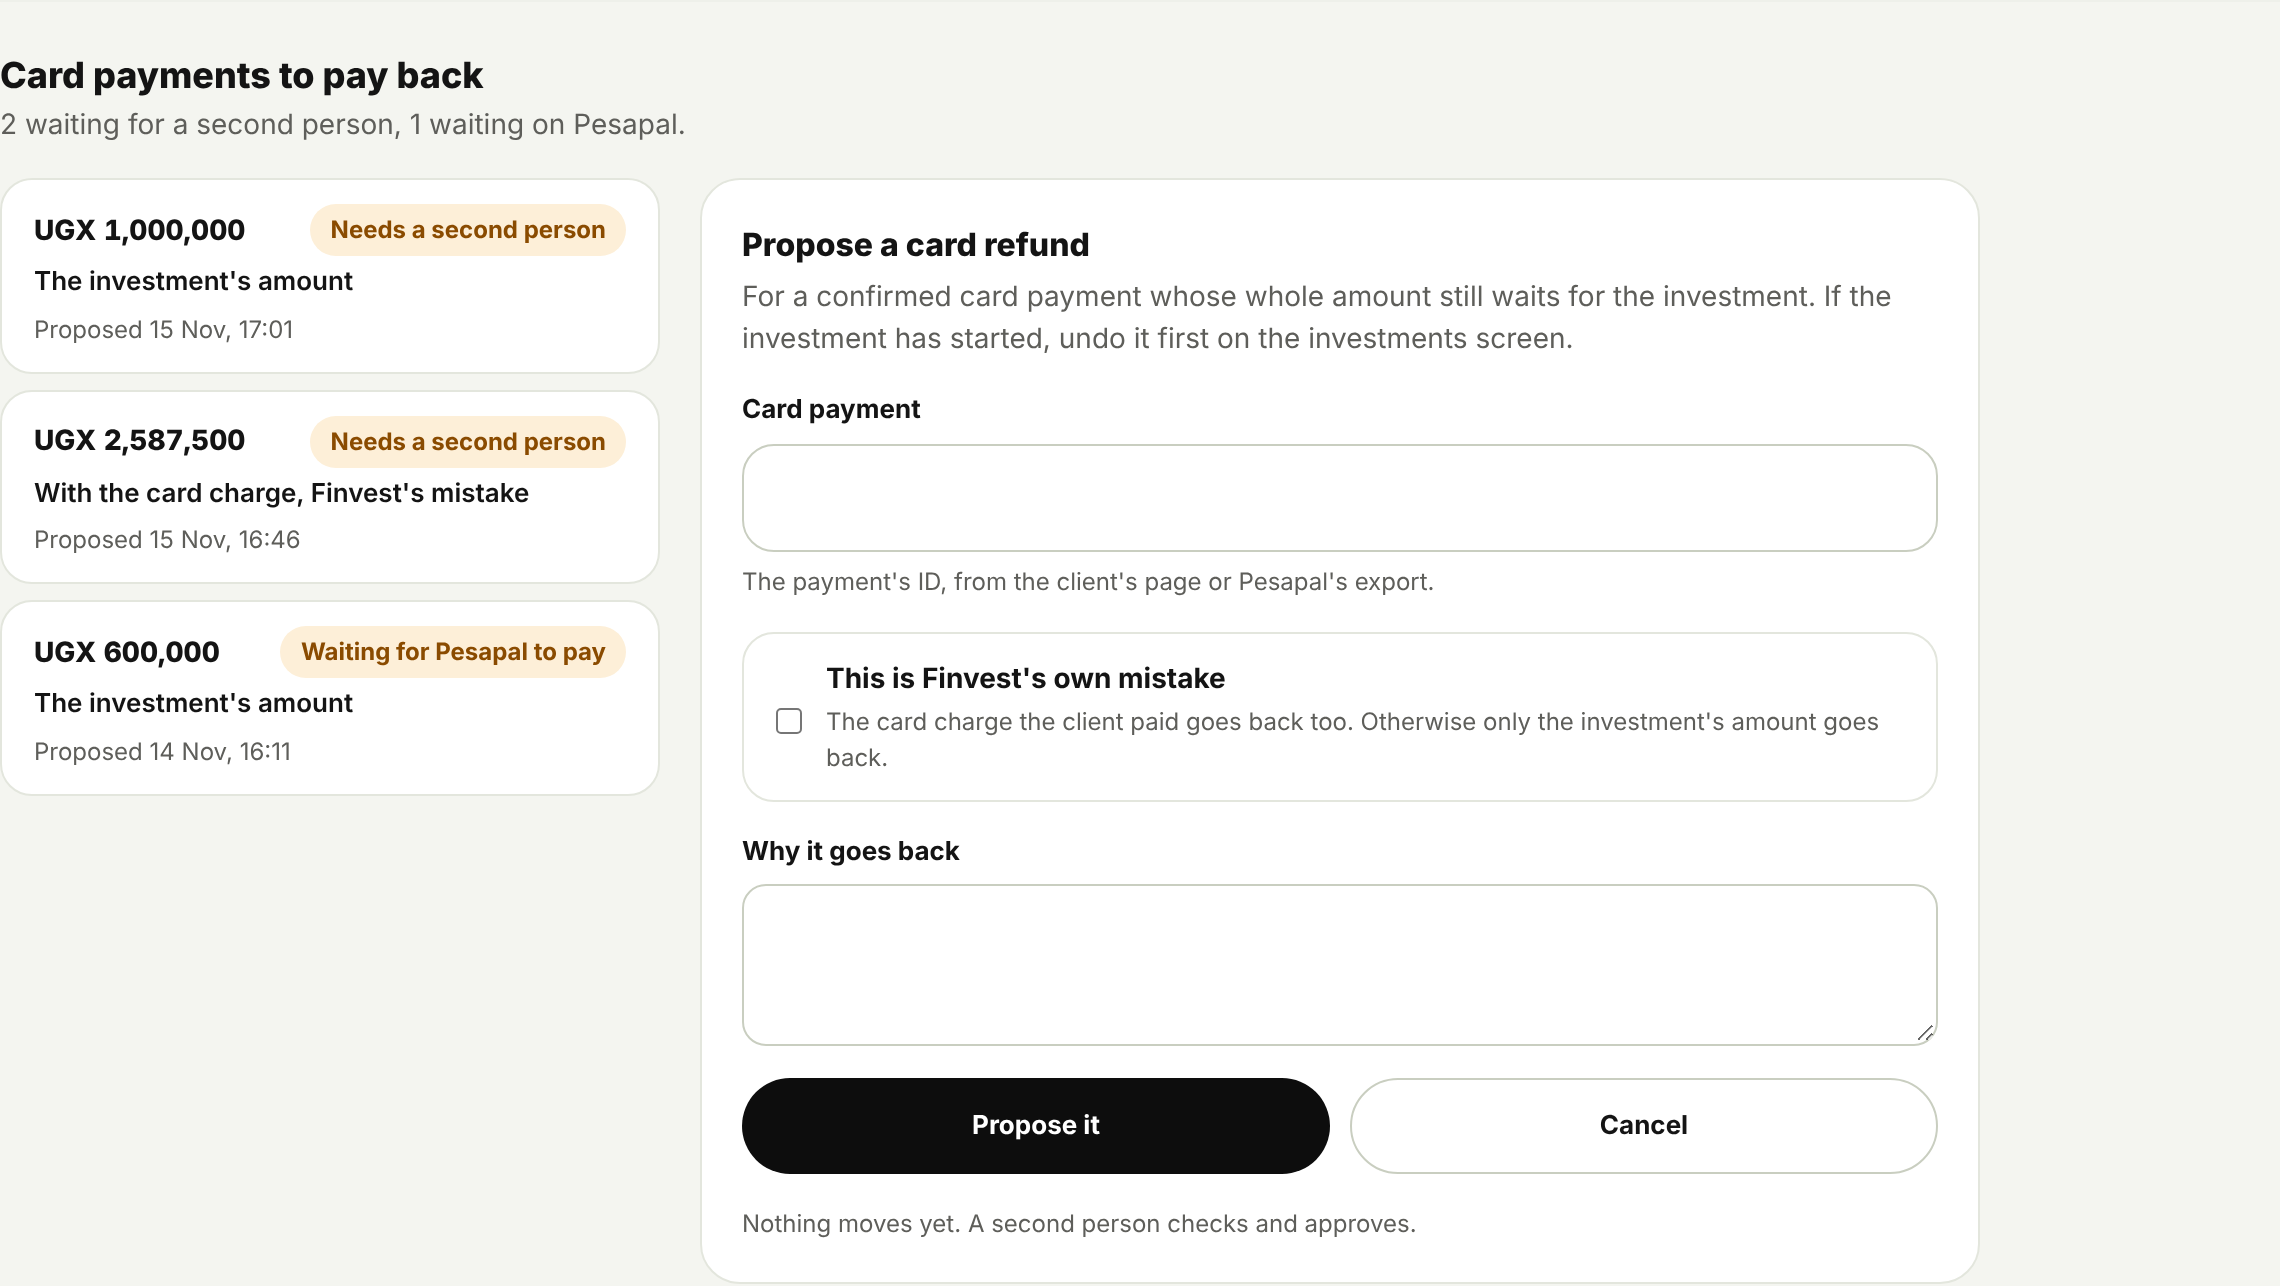 Card payments to pay back
2 waiting for a second person, 1 waiting on Pesapal.
UGX 1,000,000
Needs a second person
The investment's amount
Proposed 15 Nov, 17:01
UGX 2,587,500
Needs a second person
With the card charge, Finvest's mistake
Proposed 15 Nov, 16:46
UGX 600,000
Waiting for Pesapal to pay
The investment's amount
Proposed 14 Nov, 16:11
Propose a card refund
For a confirmed card payment whose whole amount still waits for the investment. If the
investment has started, undo it first on the investments screen.
Card payment
The payment's ID, from the client's page or Pesapal's export.
This is Finvest's own mistake
The card charge the client paid goes back too. Otherwise only the investment's amount goes
back.
Why it goes back
Propose it
Cancel
Nothing moves yet. A second person checks and approves.